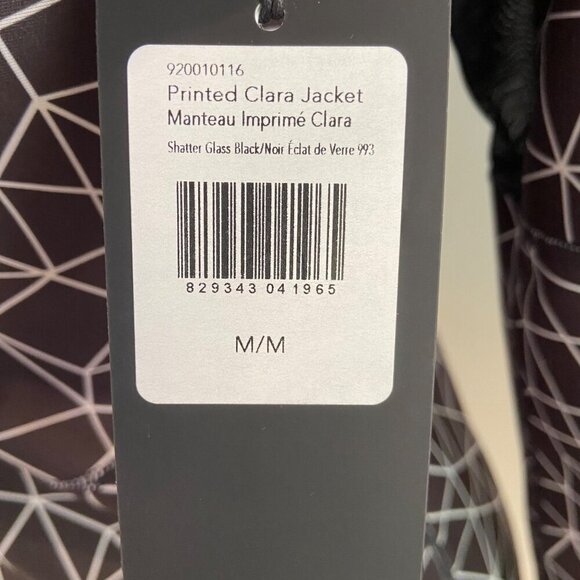 920010116
Printed Clara Jacket
Manteau Imprimé Clara
Shatter Glass Black/Noir Éclat de Verre 993
829343 041965
M/M